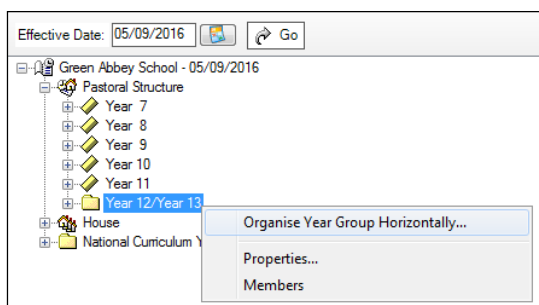 Effective Date: 05/09/2016 Go
Green Abbey School - 05/09/2016
Pastoral Structure
Year 7
Year 8
Year 9
Year 10
Year 11
Year 12/Year 13
House
National Curriculum Y
Organise Year Group Horizontally...
Properties...
Members